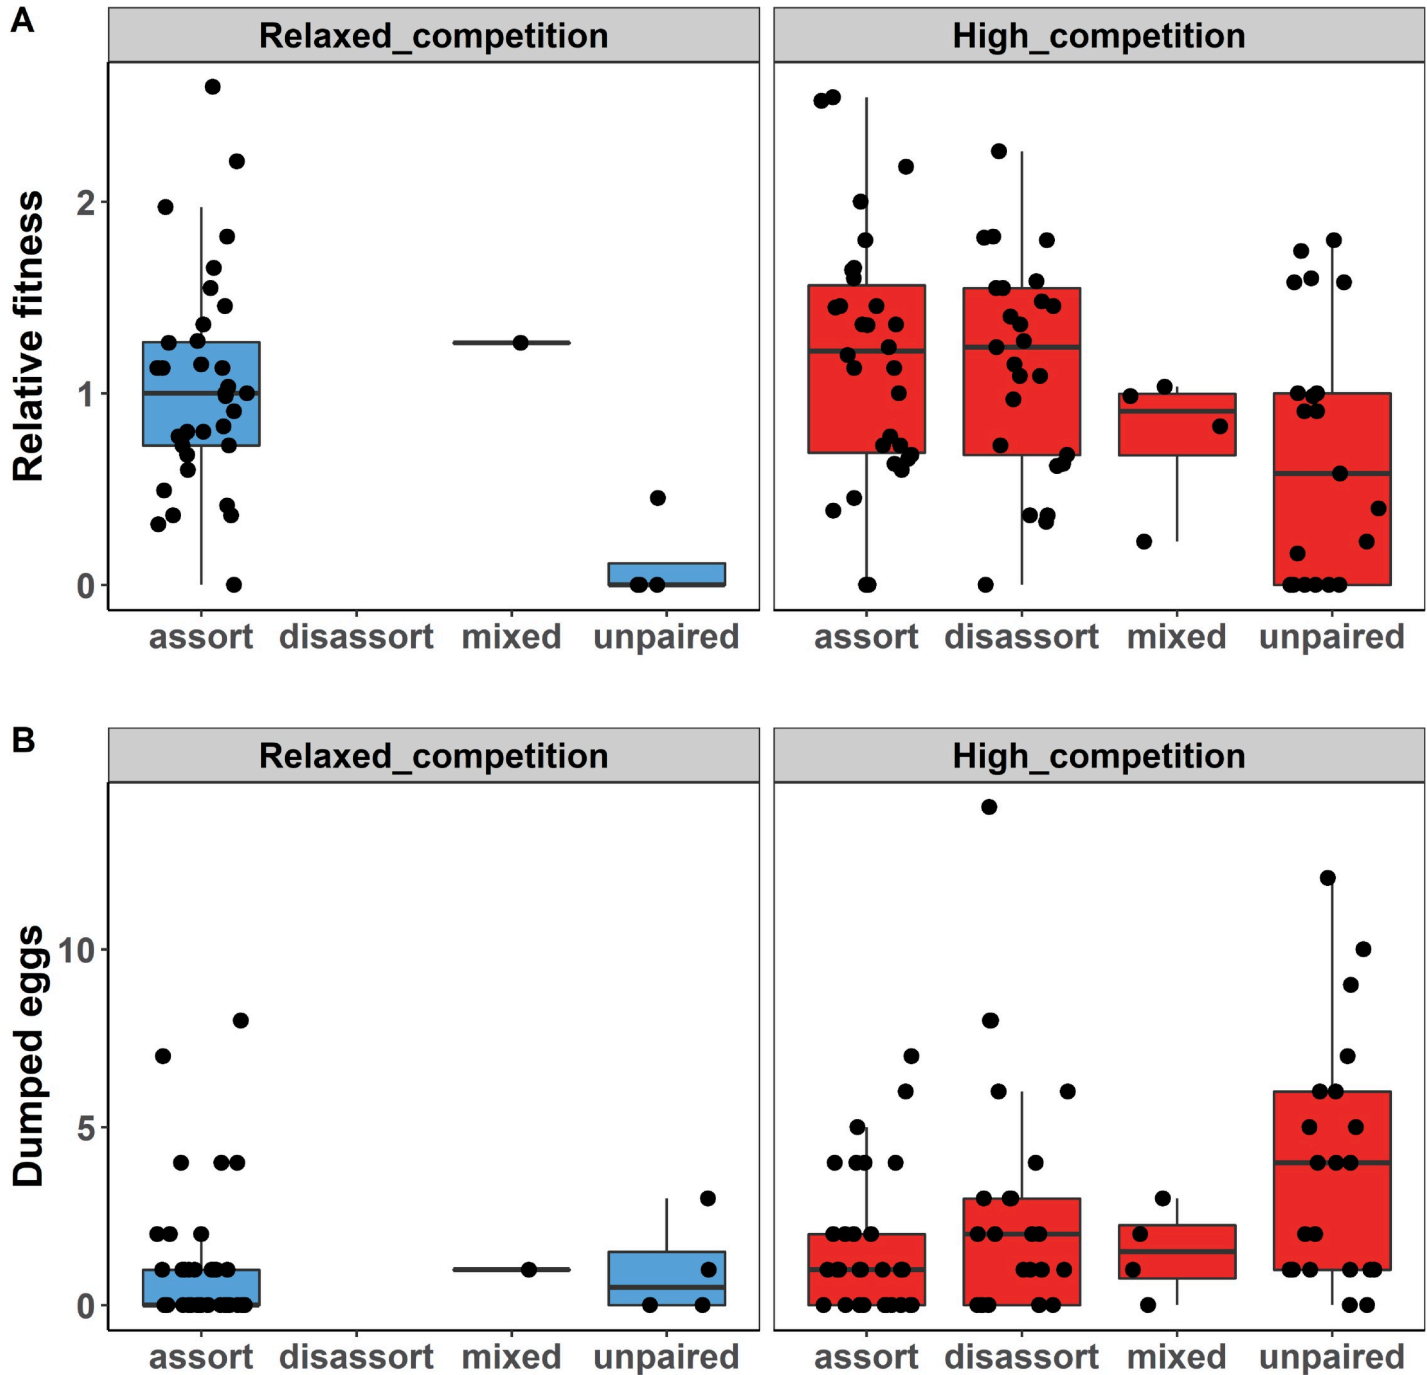 A
Relaxed_competition
High_competition
Relative fitness
2
1
0
assort disassort mixed unpaired
assort disassort mixed unpaired
B
Relaxed_competition
High_competition
Dumped eggs
10
5
0
assort disassort mixed unpaired
assort disassort mixed unpaired